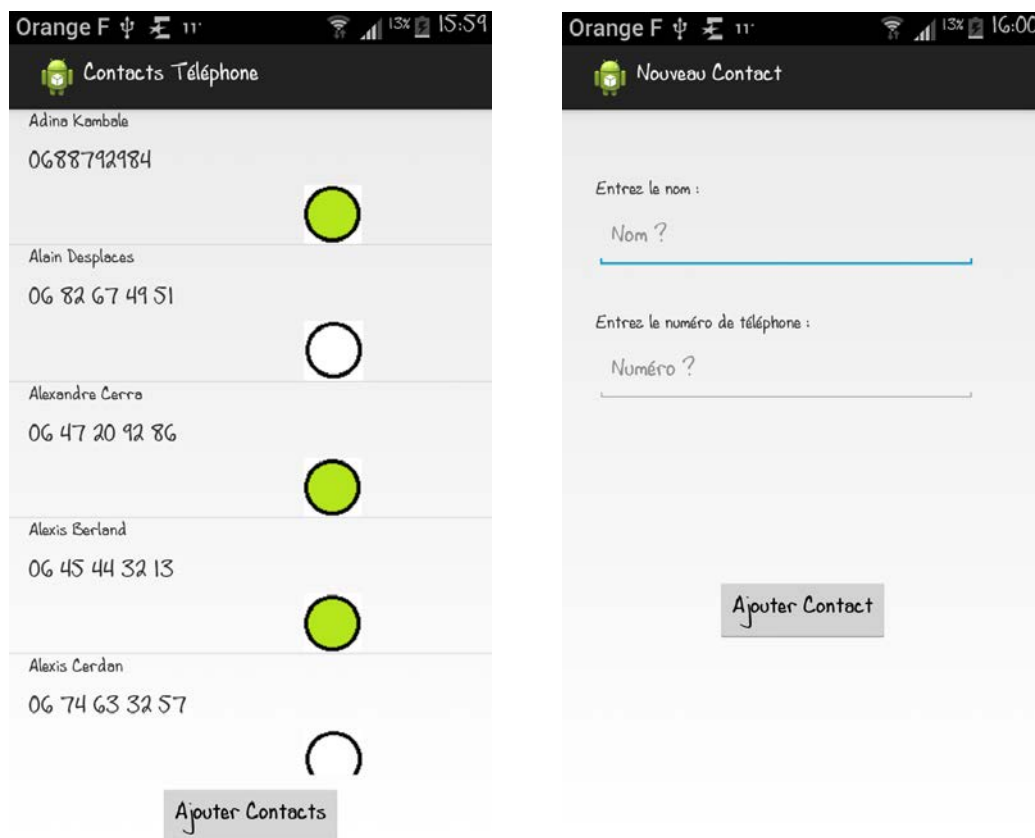 Orange F 11° 13% 15:59
Contacts Téléphone
Adina Kambale
0688792984
Alain Desplaces
06 82 67 49 51
Alexandre Cerra
06 47 20 92 86
Alexis Berland
06 45 44 32 13
Alexis Cerdan
06 74 63 32 57
Ajouter Contacts
Orange F 11° 13% 16:00
Nouveau Contact
Entrez le nom :
Nom ?
Entrez le numéro de téléphone :
Numéro ?
Ajouter Contact